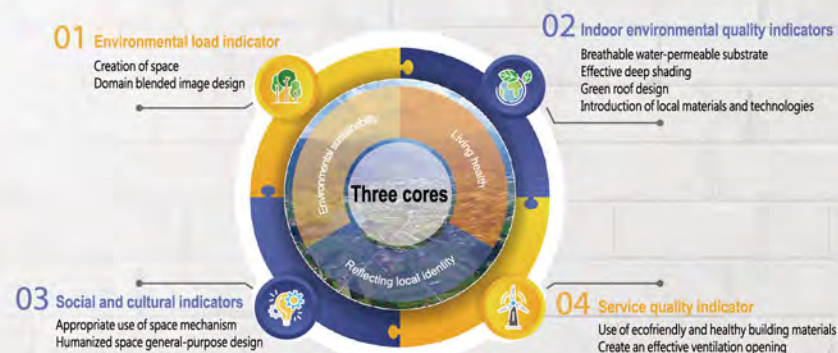 01 Environmental load indicator
Creation of space
Domain blended image design
02 Indoor environmental quality indicators
Breathable water-permeable substrate
Effective deep shading
Green roof design
Introduction of local materials and technologies
Environmental sustainability
Living health
Three cores
Reflecting local identity
03 Social and cultural indicators
Appropriate use of space mechanism
Humanized space general-purpose design
04 Service quality indicator
Use of ecofriendly and healthy building materials
Create an effective ventilation opening